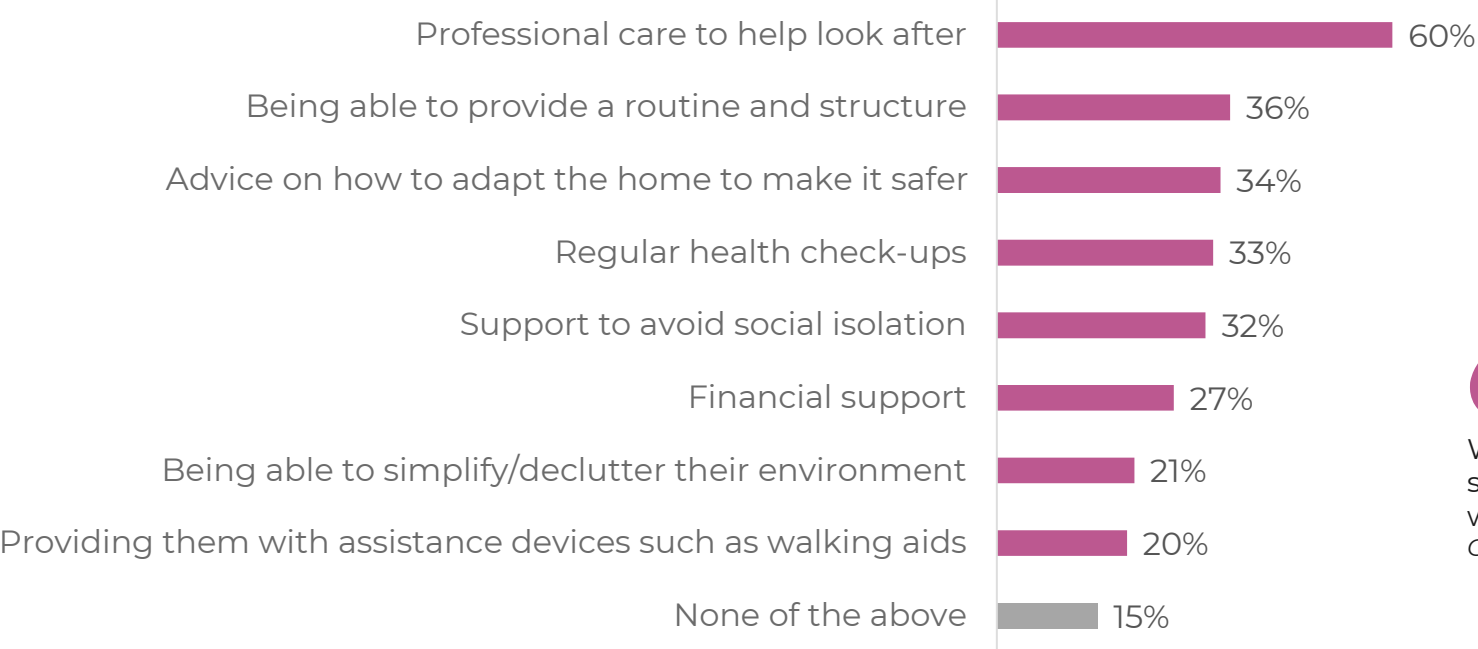 Professional care to help look after 60%
Being able to provide a routine and structure 36%
Advice on how to adapt the home to make it safer 34%
Regular health check-ups 33%
Support to avoid social isolation 32%
Financial support 27%
Being able to simplify/declutter their environment 21%
Providing them with assistance devices such as walking aids 20%
None of the above 15%